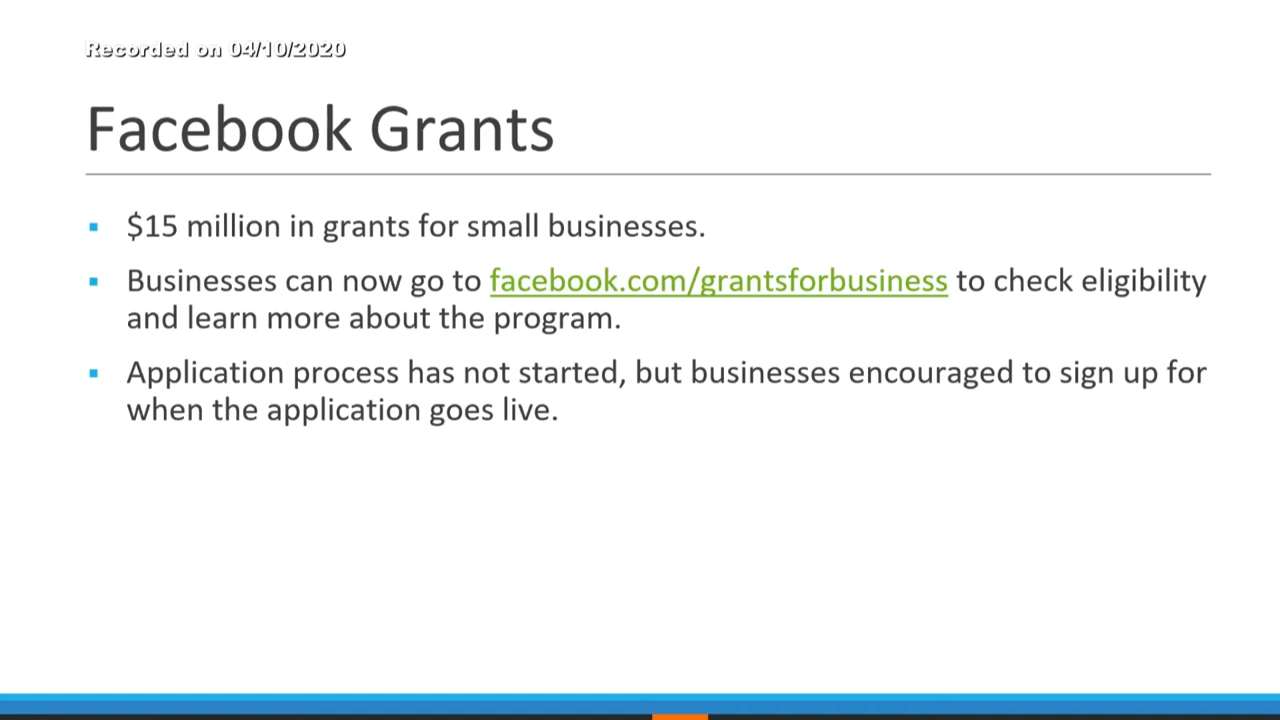 Recorded on 04/10/2020
Facebook Grants
▪ $15 million in grants for small businesses.
▪ Businesses can now go to facebook.com/grantsforbusiness to check eligibility
and learn more about the program.
▪ Application process has not started, but businesses encouraged to sign up for
when the application goes live.